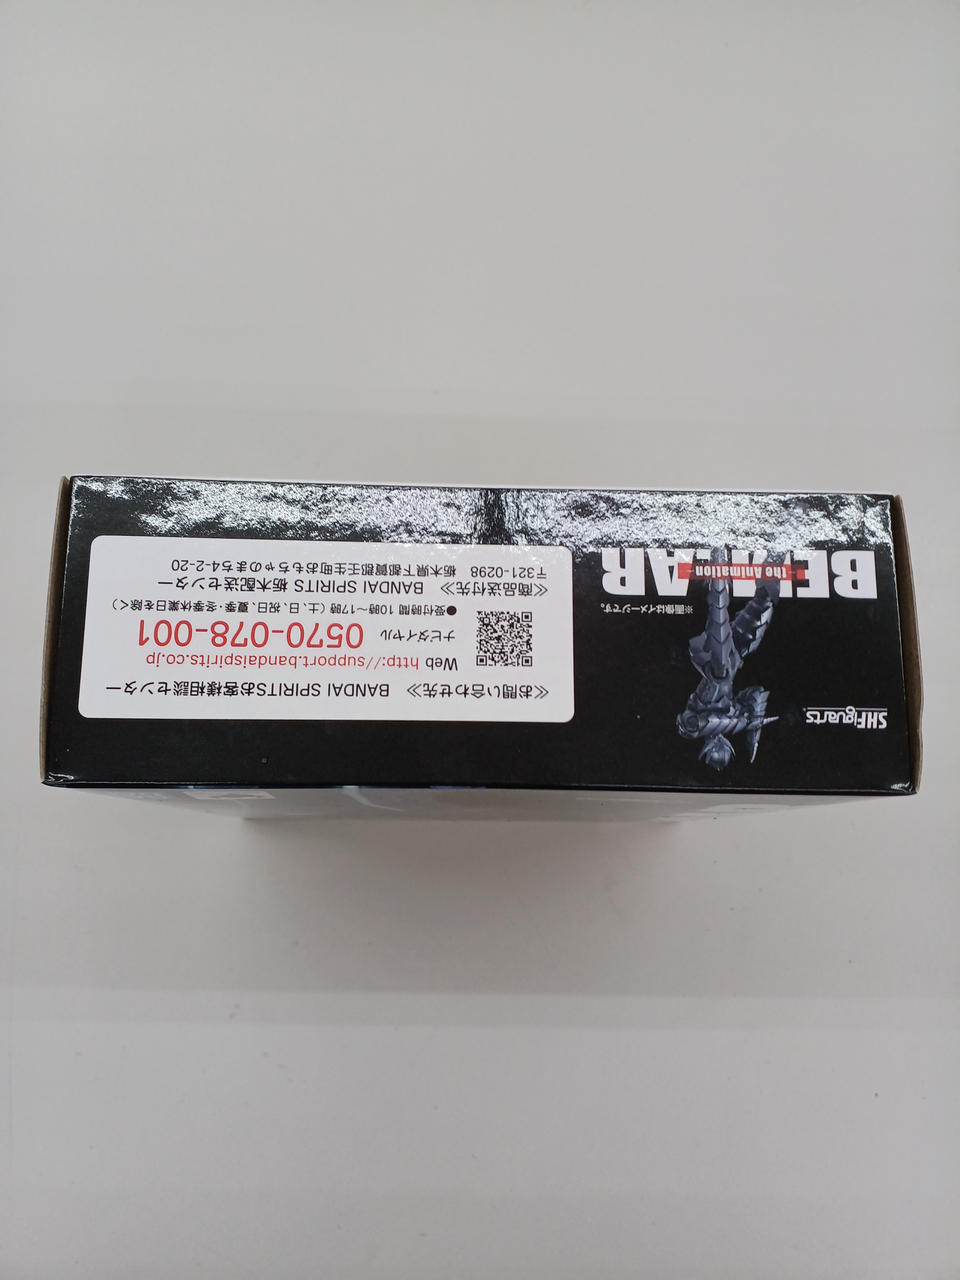 S.H.Figuarts
※画像はイメージです。
the Animation
≪お問い合わせ先≫ BANDAI SPIRITSお客様相談センター
Web http://support.bandaispirits.co.jp
ナビダイヤル 0570-078-001
●受付時間 10時～17時 (土、日、祝日、夏季・冬季休業日を除く)
≪商品送付先≫ BANDAI SPIRITS 栃木配送センター
〒321-0298 栃木県下都賀郡壬生町おもちゃのまち4-2-20